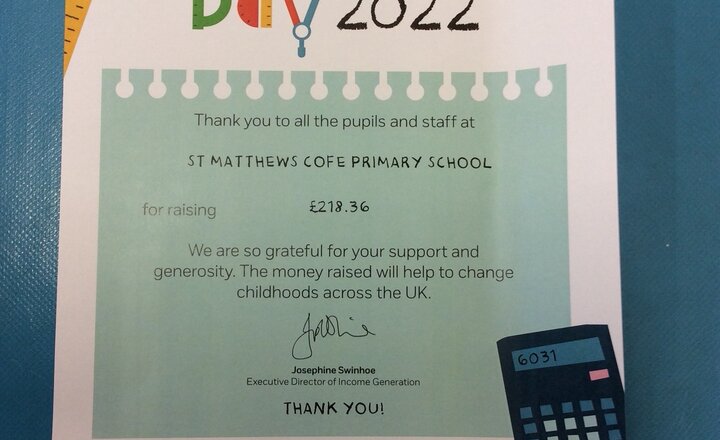 Day 2022
Thank you to all the pupils and staff at
ST MATTHEWS COFE PRIMARY SCHOOL
for raising £218.36
We are so grateful for your support and
generosity. The money raised will help to change
childhoods across the UK.
Josephine Swinhoe
Executive Director of Income Generation
THANK YOU!
6031